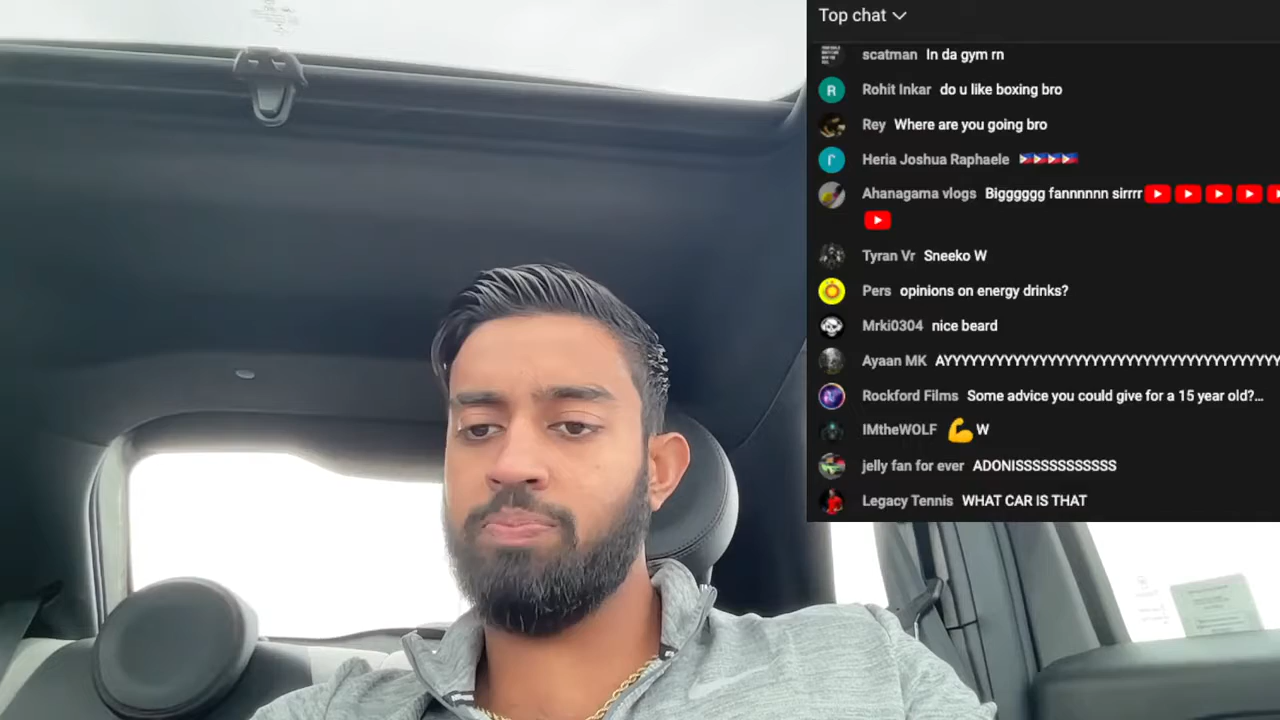 Top chat
scatman In da gym rn
R Rohit Inkar do u like boxing bro
Rey Where are you going bro
r Heria Joshua Raphaele 🇵🇭🇵🇭🇵🇭🇵🇭
Ahanagama vlogs Bigggggg fannnnnn sirrrr
Tyran Vr Sneeko W
Pers opinions on energy drinks?
Mrki0304 nice beard
Ayaan MK AYYYYYYYYYYYYYYYYYYYYYYYYYYYYYYYYYYYYYY
Rockford Films Some advice you could give for a 15 year old?...
IMtheWOLF 💪 W
jelly fan for ever ADONISSSSSSSSSSSS
Legacy Tennis WHAT CAR IS THAT